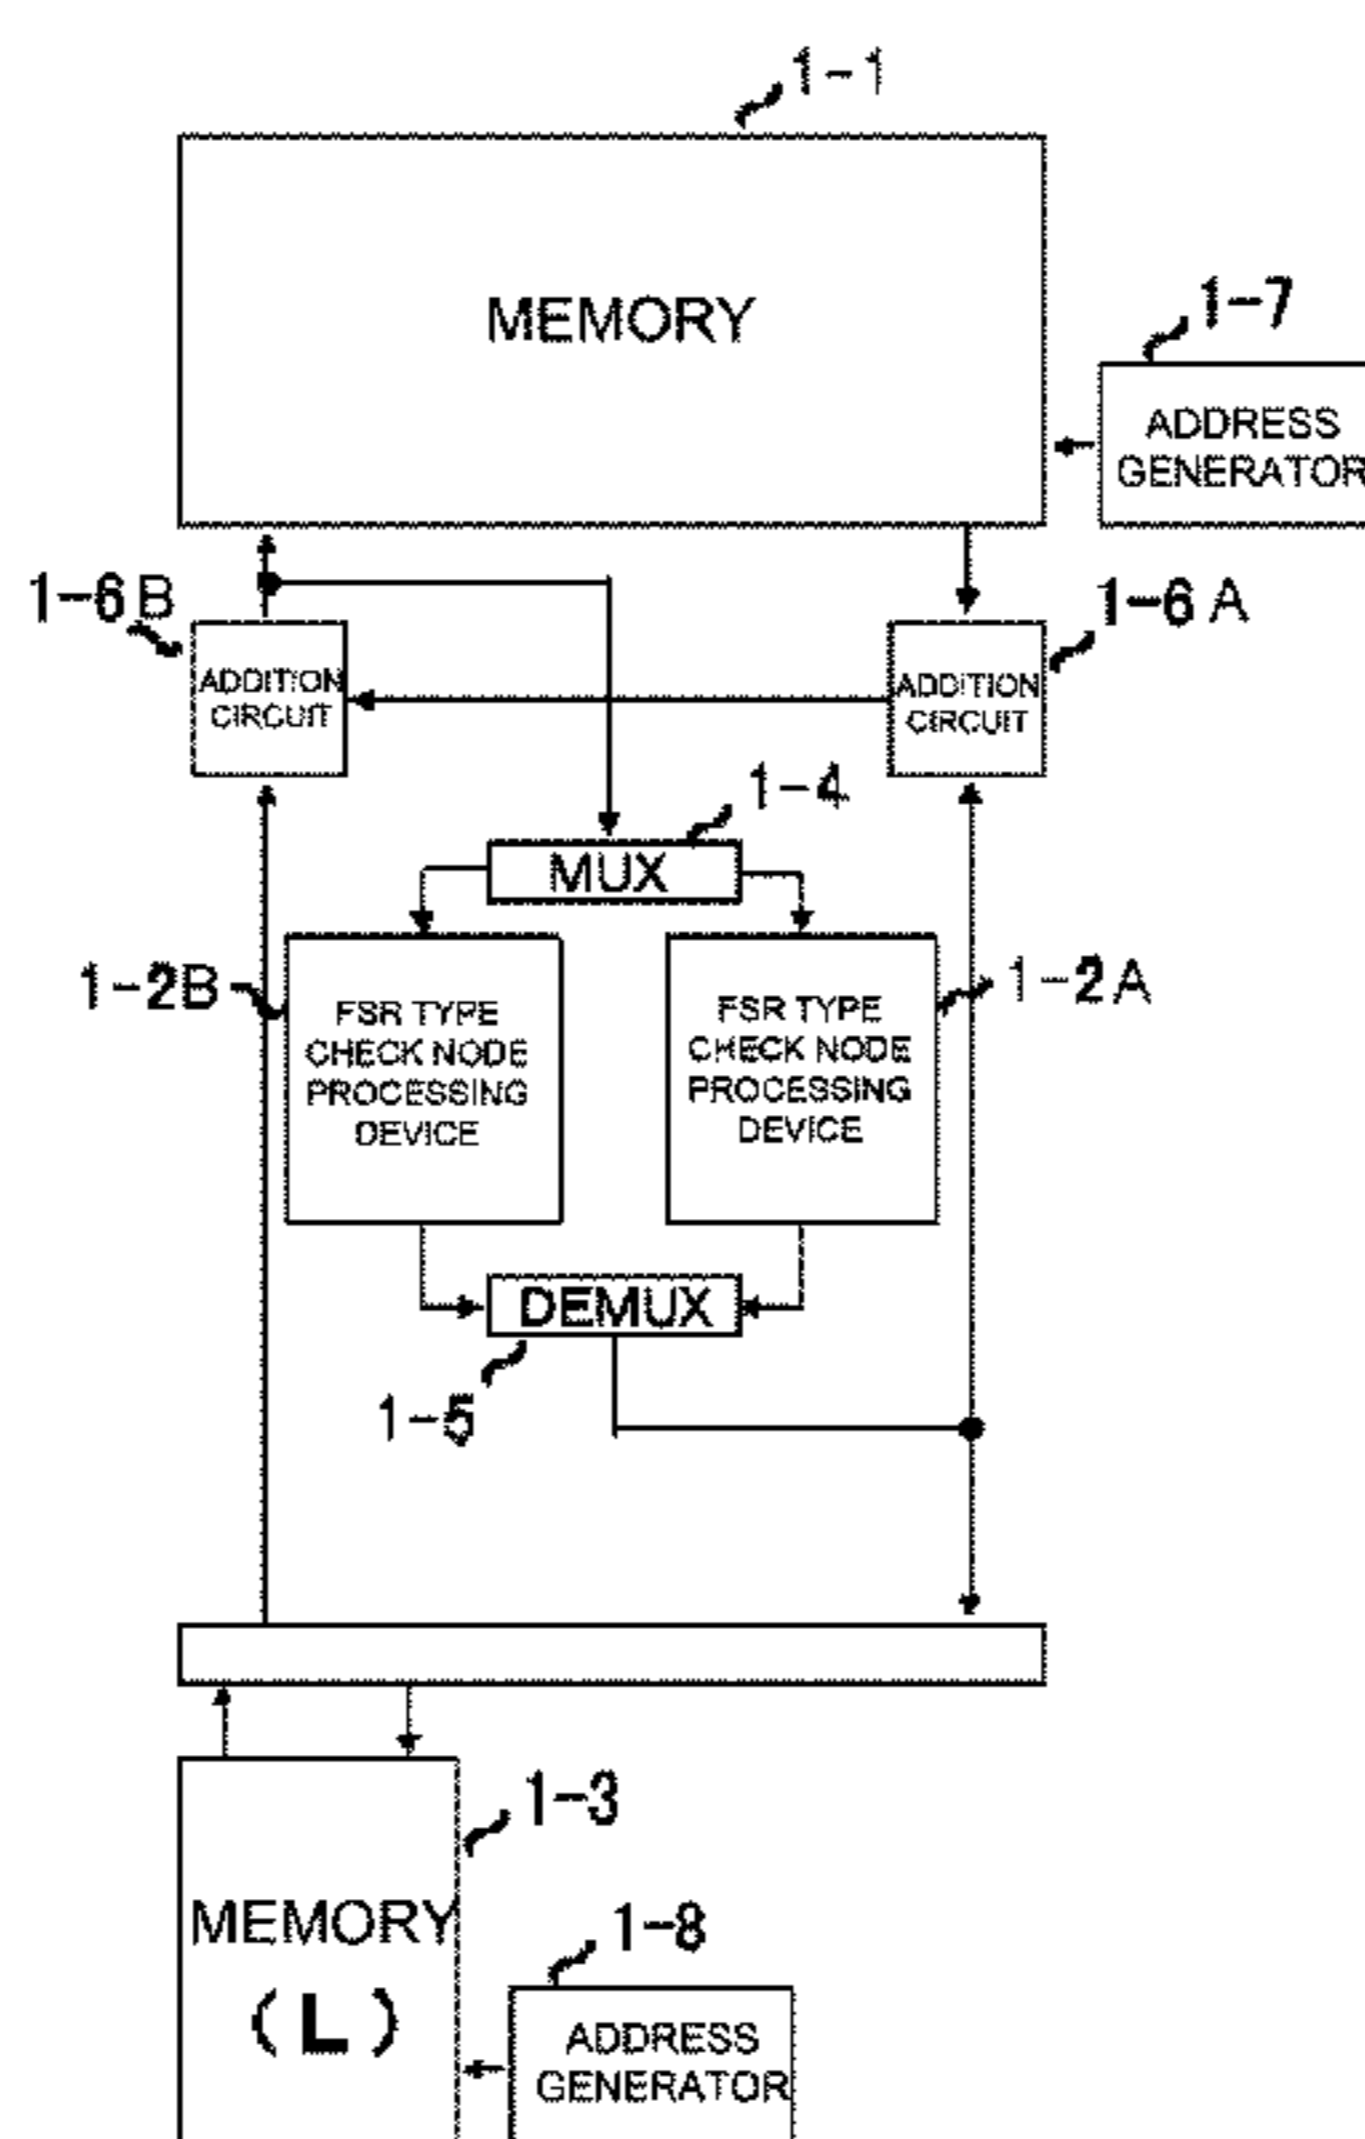 1-1
MEMORY
1-7
ADDRESS
GENERATOR
1-6B
1-6A
ADDITION
CIRCUIT
ADDITION
CIRCUIT
1-4
MUX
1-2B
1-2A
FSR TYPE
CHECK NODE
PROCESSING
DEVICE
FSR TYPE
CHECK NODE
PROCESSING
DEVICE
DEMUX
1-5
1-3
MEMORY
(L)
1-8
ADDRESS
GENERATOR